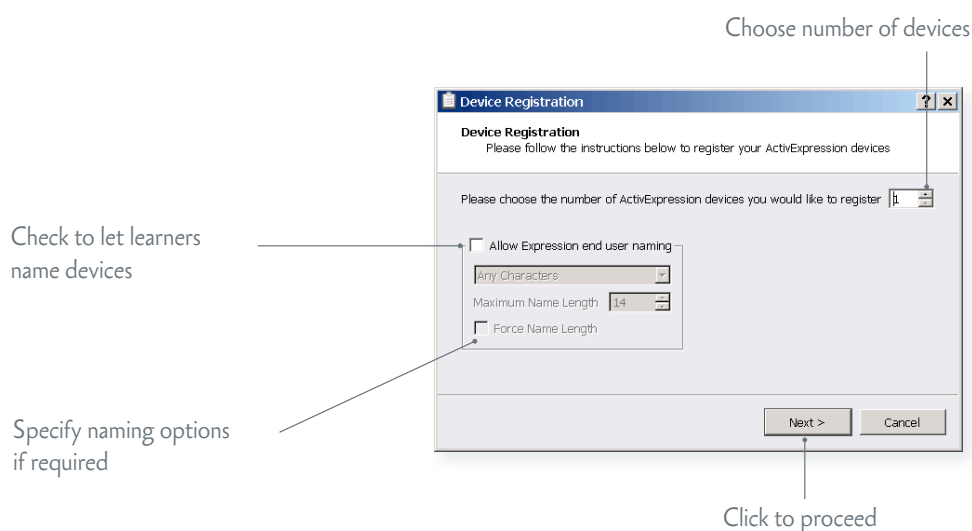 Choose number of devices
Device Registration
Device Registration
Please follow the instructions below to register your ActivExpression devices
Please choose the number of ActivExpression devices you would like to register 1
Check to let learners
name devices
Allow Expression end user naming
Any Characters
Maximum Name Length 14
Force Name Length
Specify naming options
if required
Next > Cancel
Click to proceed